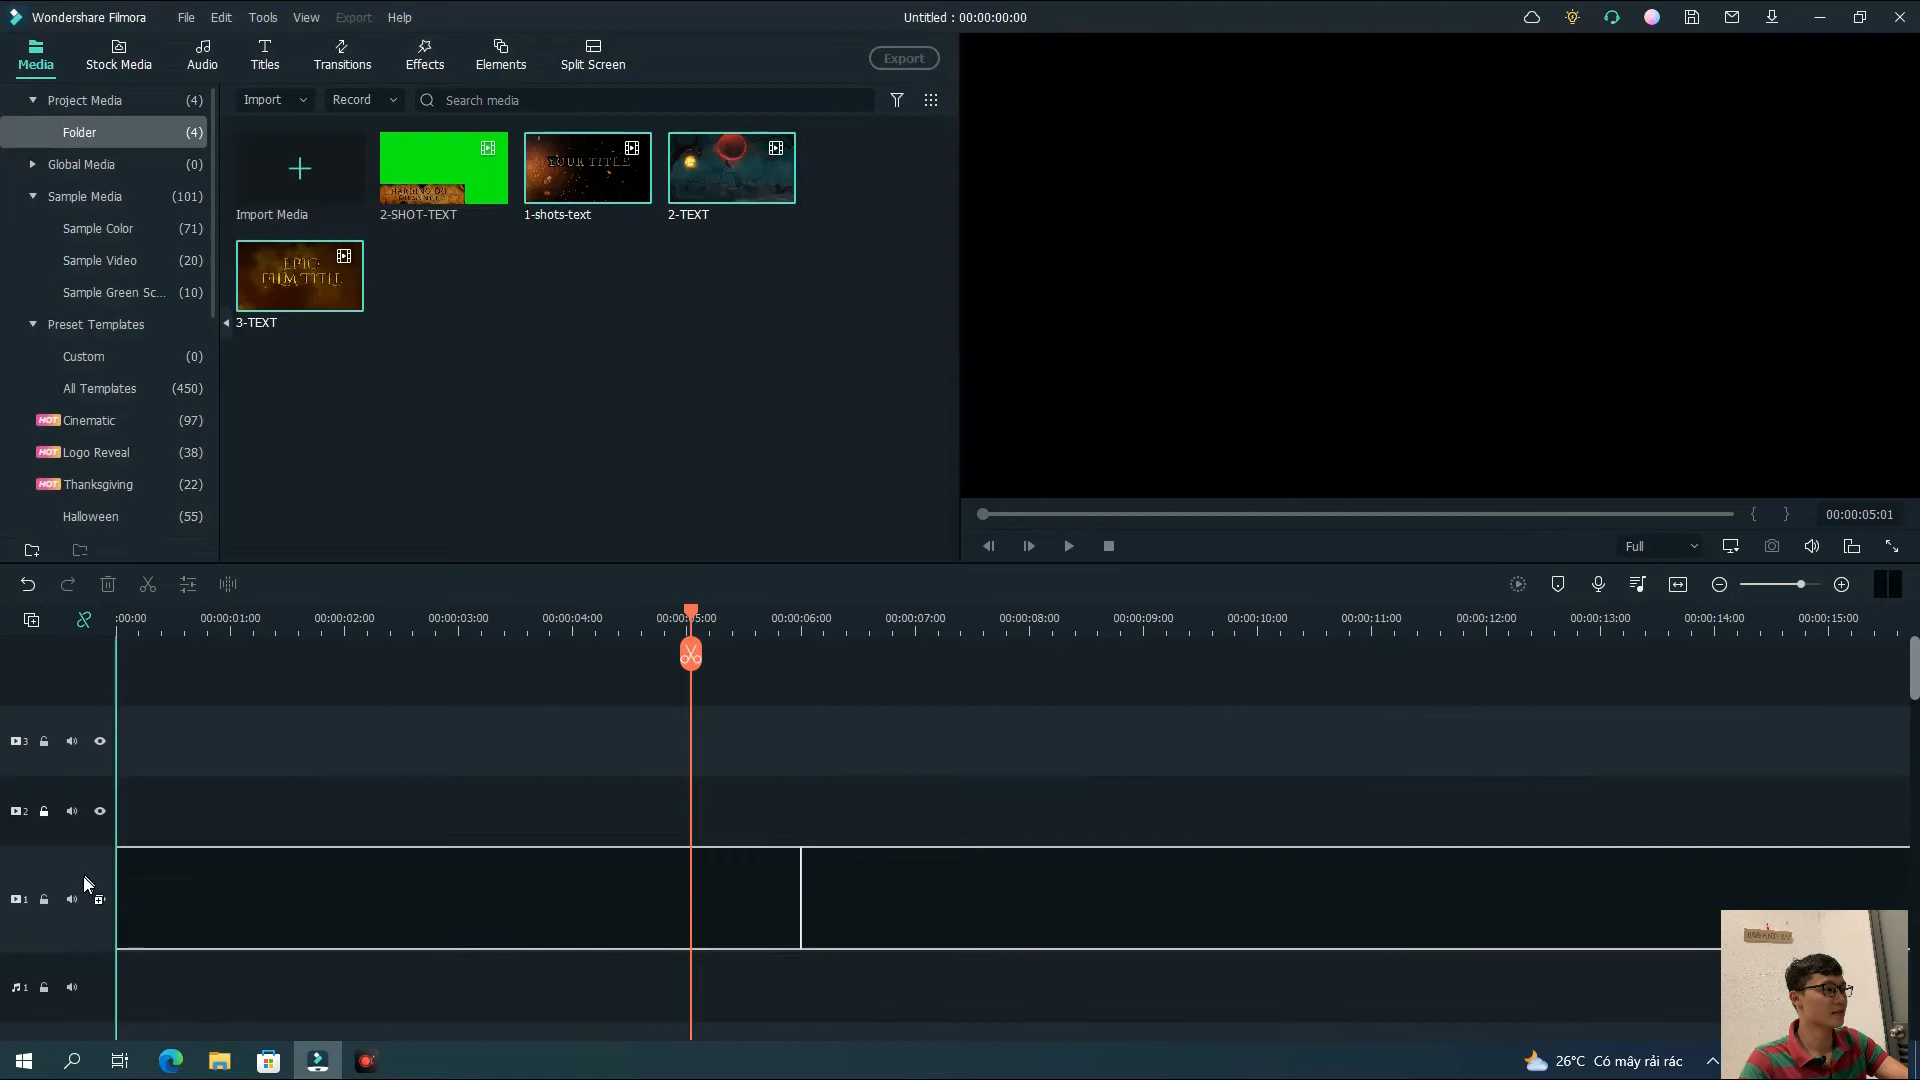 Wondershare Filmora File Edit Tools View Export Help Untitled : 00:00:00:00
Media Stock Media Audio Titles Transitions Effects Elements Split Screen Export
Project Media (4) Import Record Search media
Folder (4)
Global Media (0)
Sample Media (101)
Sample Color (71)
Sample Video (20)
Sample Green Sc... (10)
Preset Templates
Custom (0)
All Templates (450)
HOT Cinematic (97)
HOT Logo Reveal (38)
HOT Thanksgiving (22)
Halloween (55)
YOUR TITLE
Import Media 2-SHOT-TEXT 1-shots-text 2-TEXT
EPIC
FILM TITLE
3-TEXT
{ } 00:00:05:01
Full
:00:00 00:00:01:00 00:00:02:00 00:00:03:00 00:00:04:00 00:00:05:00 00:00:06:00 00:00:07:00 00:00:08:00 00:00:09:00 00:00:10:00 00:00:11:00 00:00:12:00 00:00:13:00 00:00:14:00 00:00:15:00
3
2
1
1
26°C Có mây rải rác